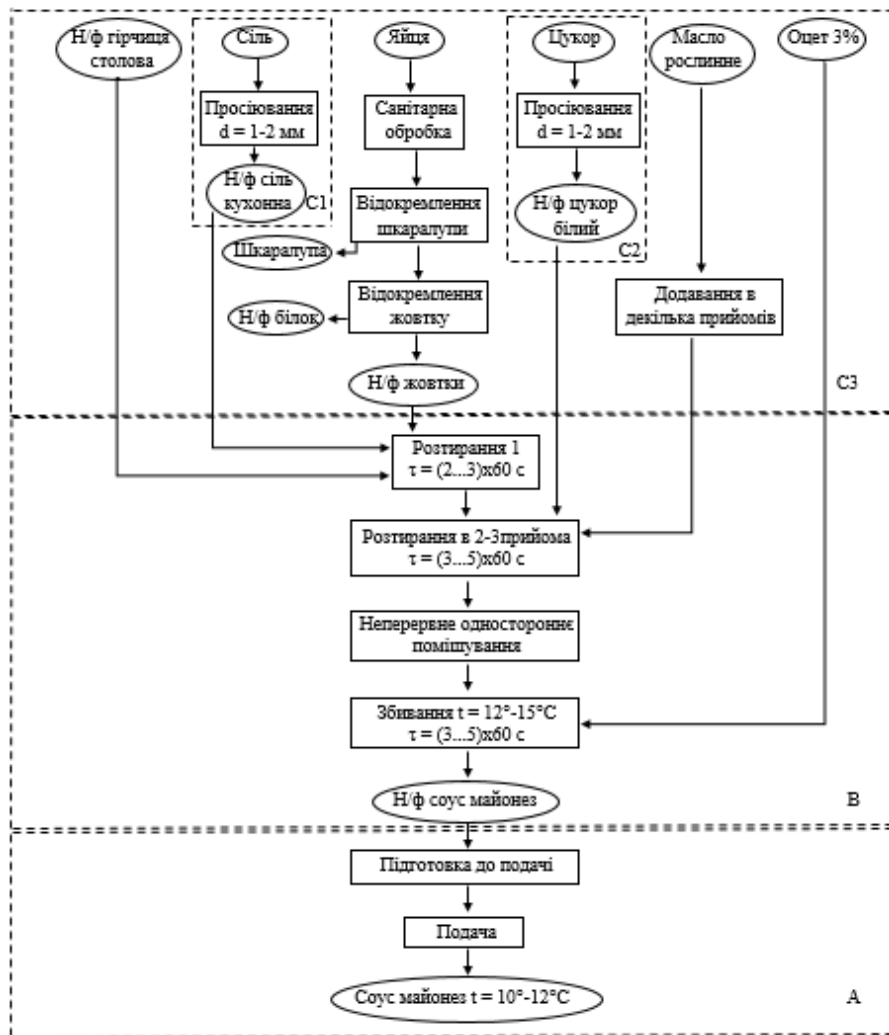 Н/ф гірчиця
столова
Сіль
Яйця
Цукор
Масло
рослинне
Оцет 3%
Просіювання
d = 1-2 мм
Санітарна
обробка
Просіювання
d = 1-2 мм
Н/ф сіль
кухонна
С1
Відокремлення
шкаралупи
Н/ф цукор
білий
С2
Шкаралупа
Відокремлення
жовтку
Н/ф білок
Додавання в
декілька прийомів
Н/ф жовтки
С3
Розтирання 1
τ = (2...3)х60 с
Розтирання в 2-3прийома
τ = (3...5)х60 с
Неперервне одностороннє
помішування
Збивання t = 12°-15°С
τ = (3...5)х60 с
Н/ф соус майонез
В
Підготовка до подачі
Подача
Соус майонез t = 10°-12°С
А